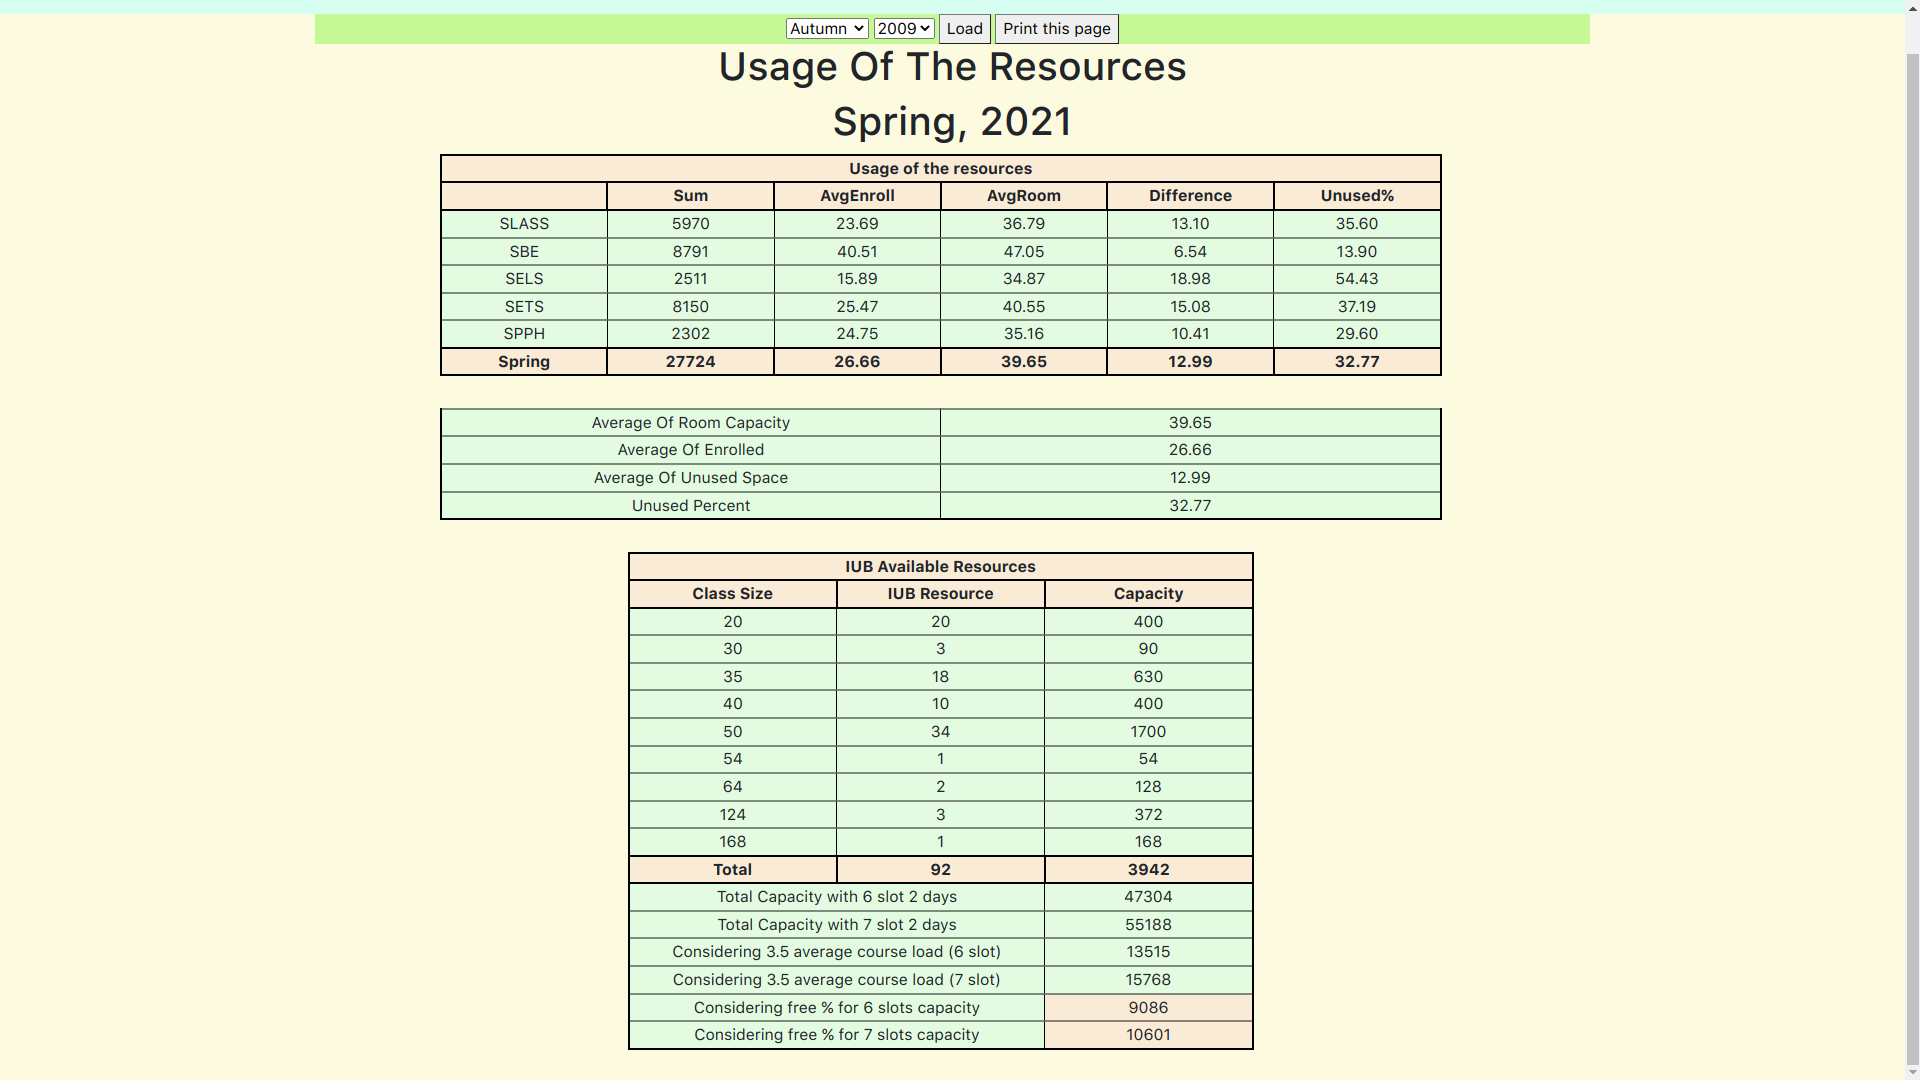 Autumn 2009 Load Print this page
Usage Of The Resources
Spring, 2021
Usage of the resources
Sum AvgEnroll AvgRoom Difference Unused%
SLASS 5970 23.69 36.79 13.10 35.60
SBE 8791 40.51 47.05 6.54 13.90
SELS 2511 15.89 34.87 18.98 54.43
SETS 8150 25.47 40.55 15.08 37.19
SPPH 2302 24.75 35.16 10.41 29.60
Spring 27724 26.66 39.65 12.99 32.77
Average Of Room Capacity 39.65
Average Of Enrolled 26.66
Average Of Unused Space 12.99
Unused Percent 32.77
IUB Available Resources
Class Size IUB Resource Capacity
20 20 400
30 3 90
35 18 630
40 10 400
50 34 1700
54 1 54
64 2 128
124 3 372
168 1 168
Total 92 3942
Total Capacity with 6 slot 2 days 47304
Total Capacity with 7 slot 2 days 55188
Considering 3.5 average course load (6 slot) 13515
Considering 3.5 average course load (7 slot) 15768
Considering free % for 6 slots capacity 9086
Considering free % for 7 slots capacity 10601